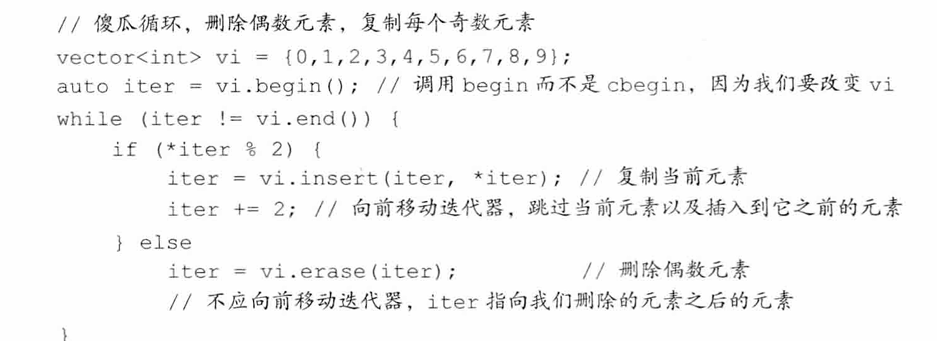 // 傻瓜循环，删除偶数元素，复制每个奇数元素
vector<int> vi = {0,1,2,3,4,5,6,7,8,9};
auto iter = vi.begin(); // 调用 begin 而不是 cbegin，因为我们要改变 vi
while (iter != vi.end()) {
    if (*iter % 2) {
        iter = vi.insert(iter, *iter); // 复制当前元素
        iter += 2; // 向前移动迭代器，跳过当前元素以及插入到它之前的元素
    } else
        iter = vi.erase(iter);          // 删除偶数元素
        // 不应向前移动迭代器，iter 指向我们删除的元素之后的元素
}